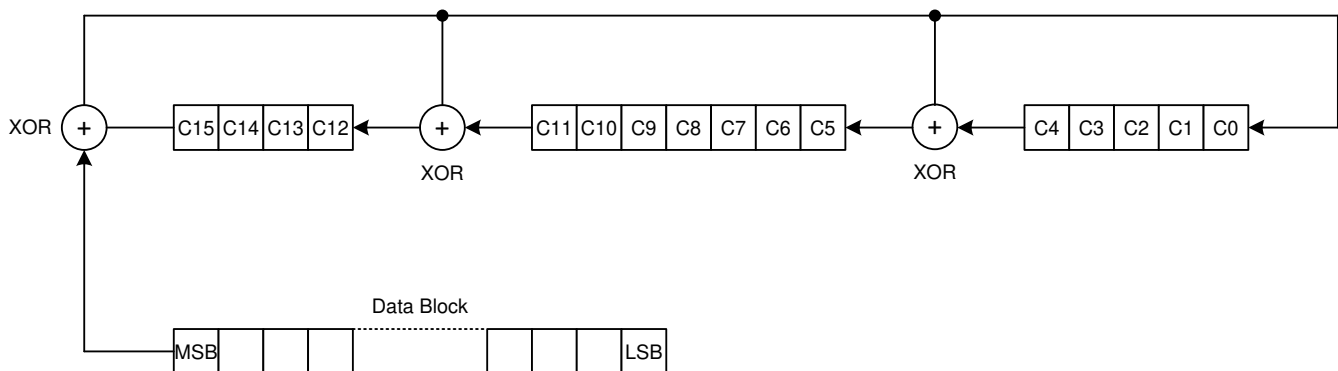 XOR + C15 C14 C13 C12 + C11 C10 C9 C8 C7 C6 C5 + C4 C3 C2 C1 C0
XOR XOR
Data Block
MSB LSB